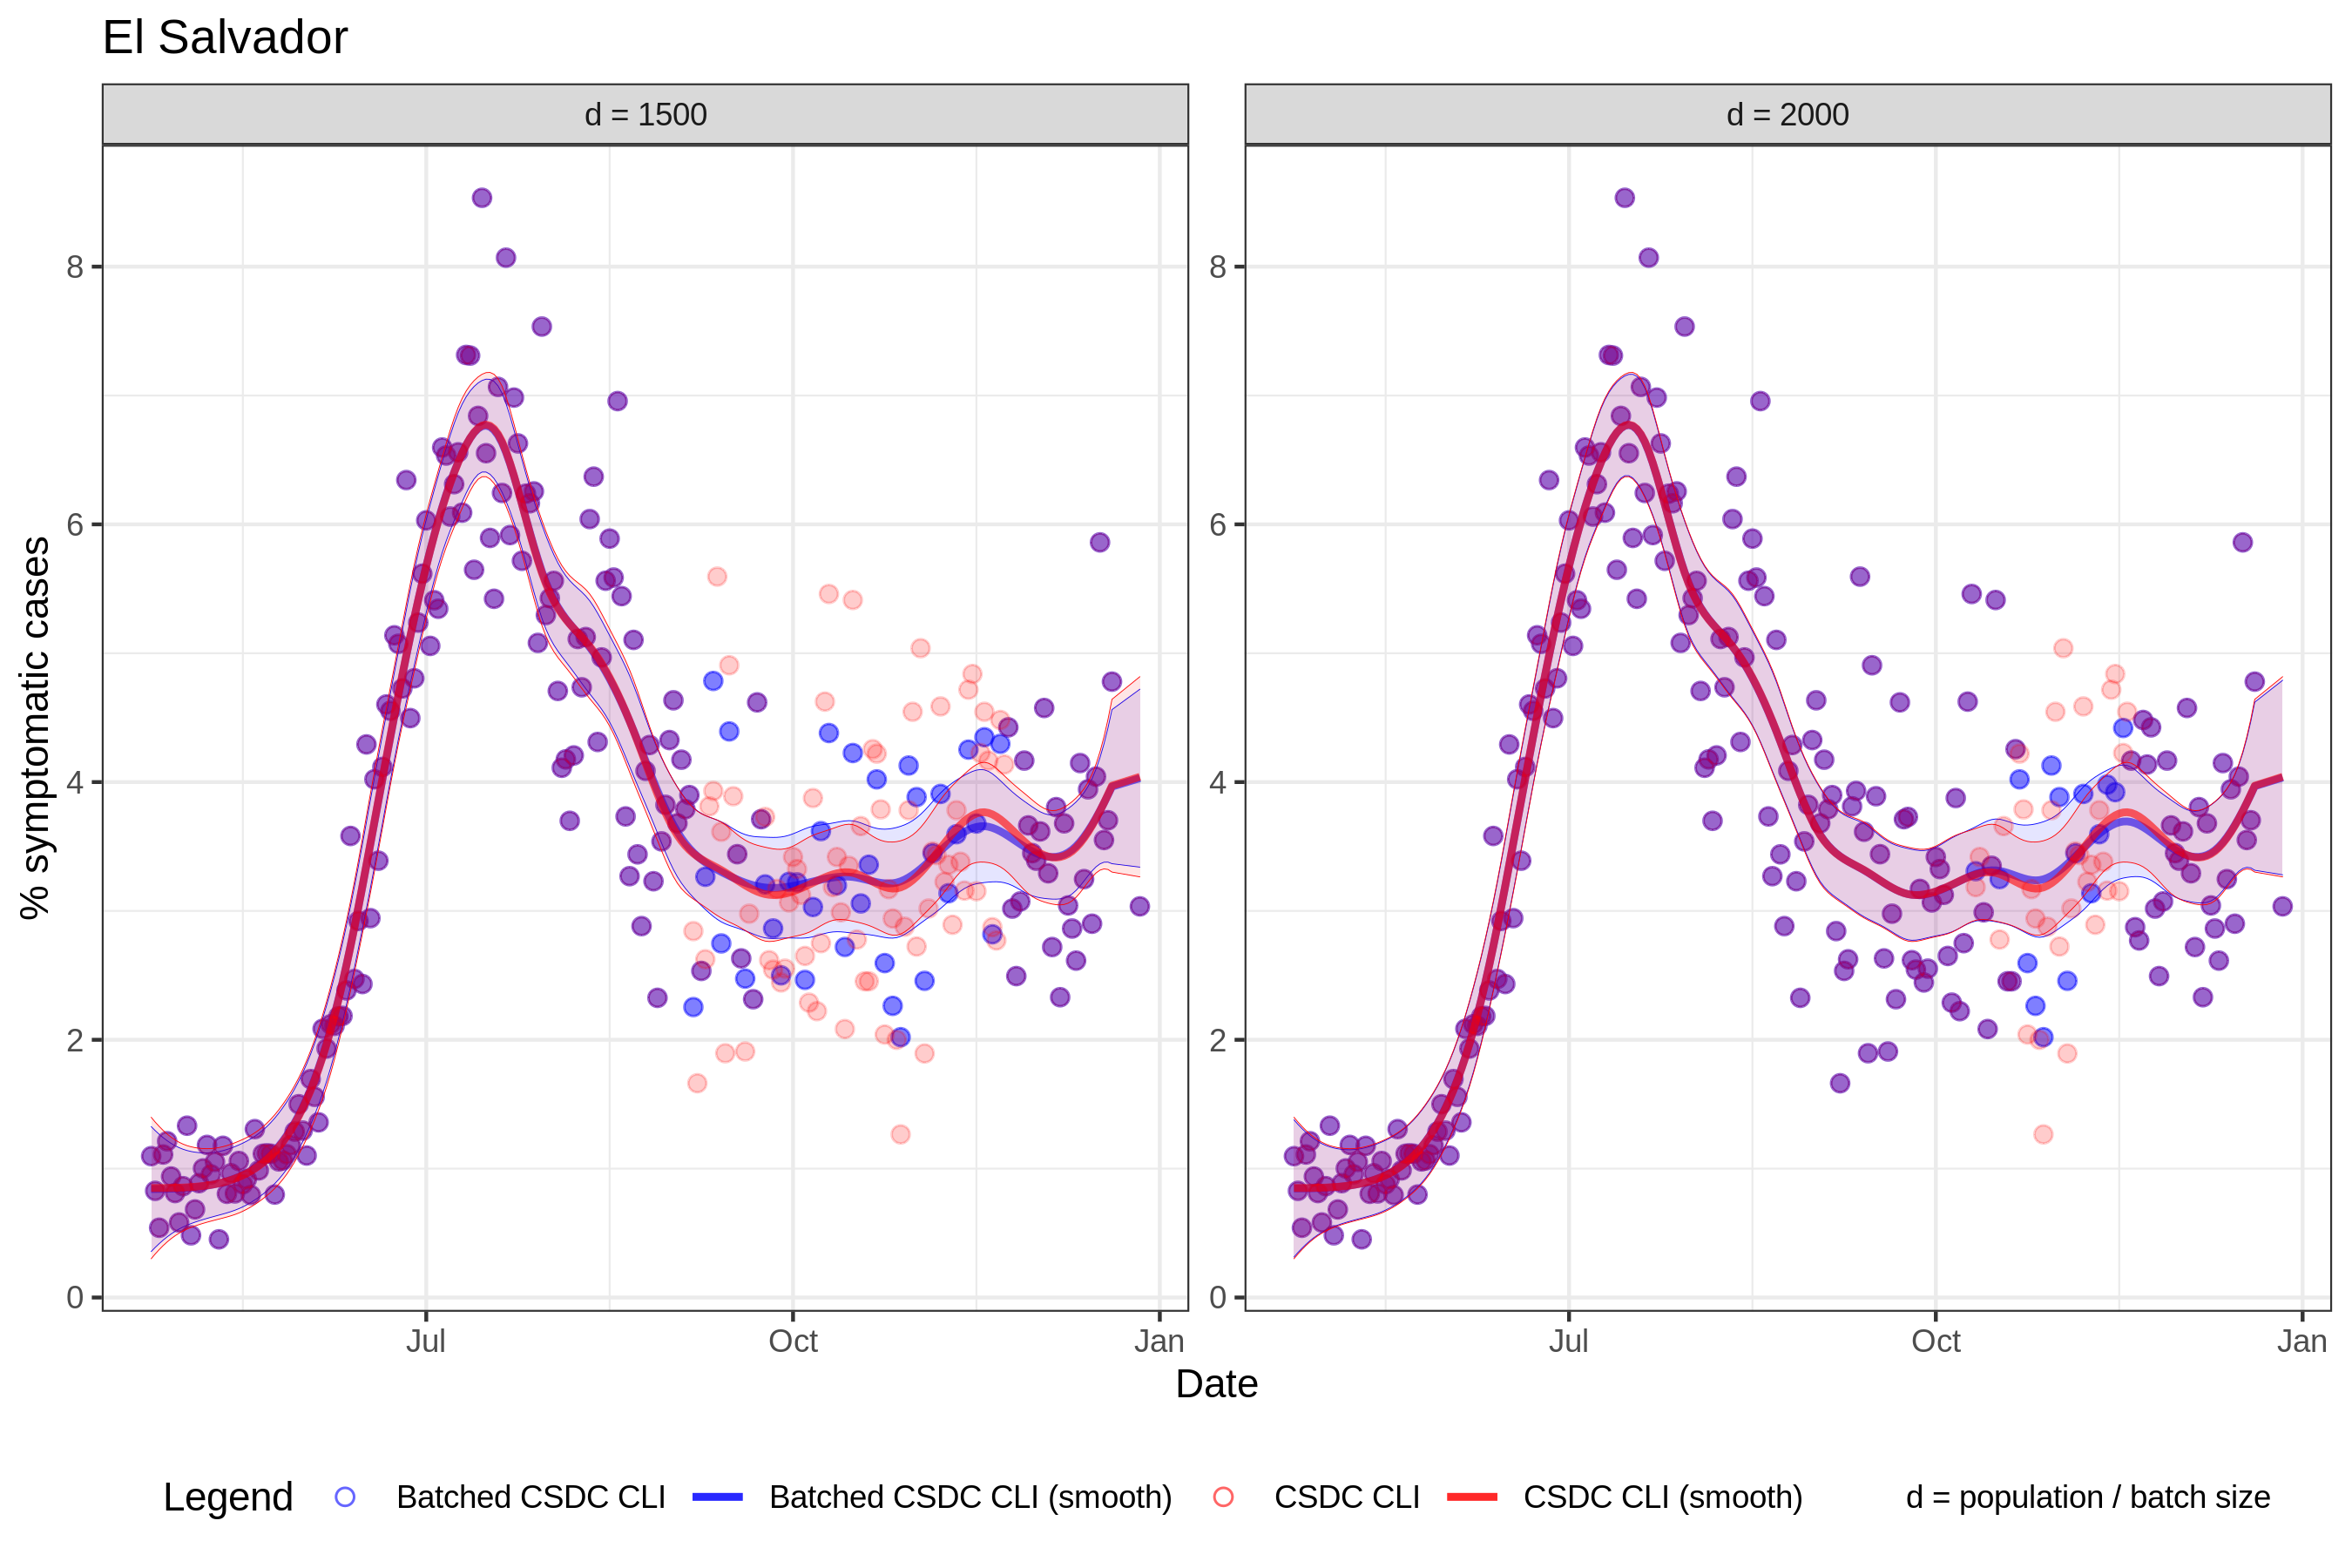 El Salvador
d = 1500
d = 2000
% symptomatic cases
8
6
4
2
0
8
6
4
2
0
Jul
Oct
Jan
Jul
Oct
Jan
Date
Legend
Batched CSDC CLI
Batched CSDC CLI (smooth)
CSDC CLI
CSDC CLI (smooth)
d = population / batch size